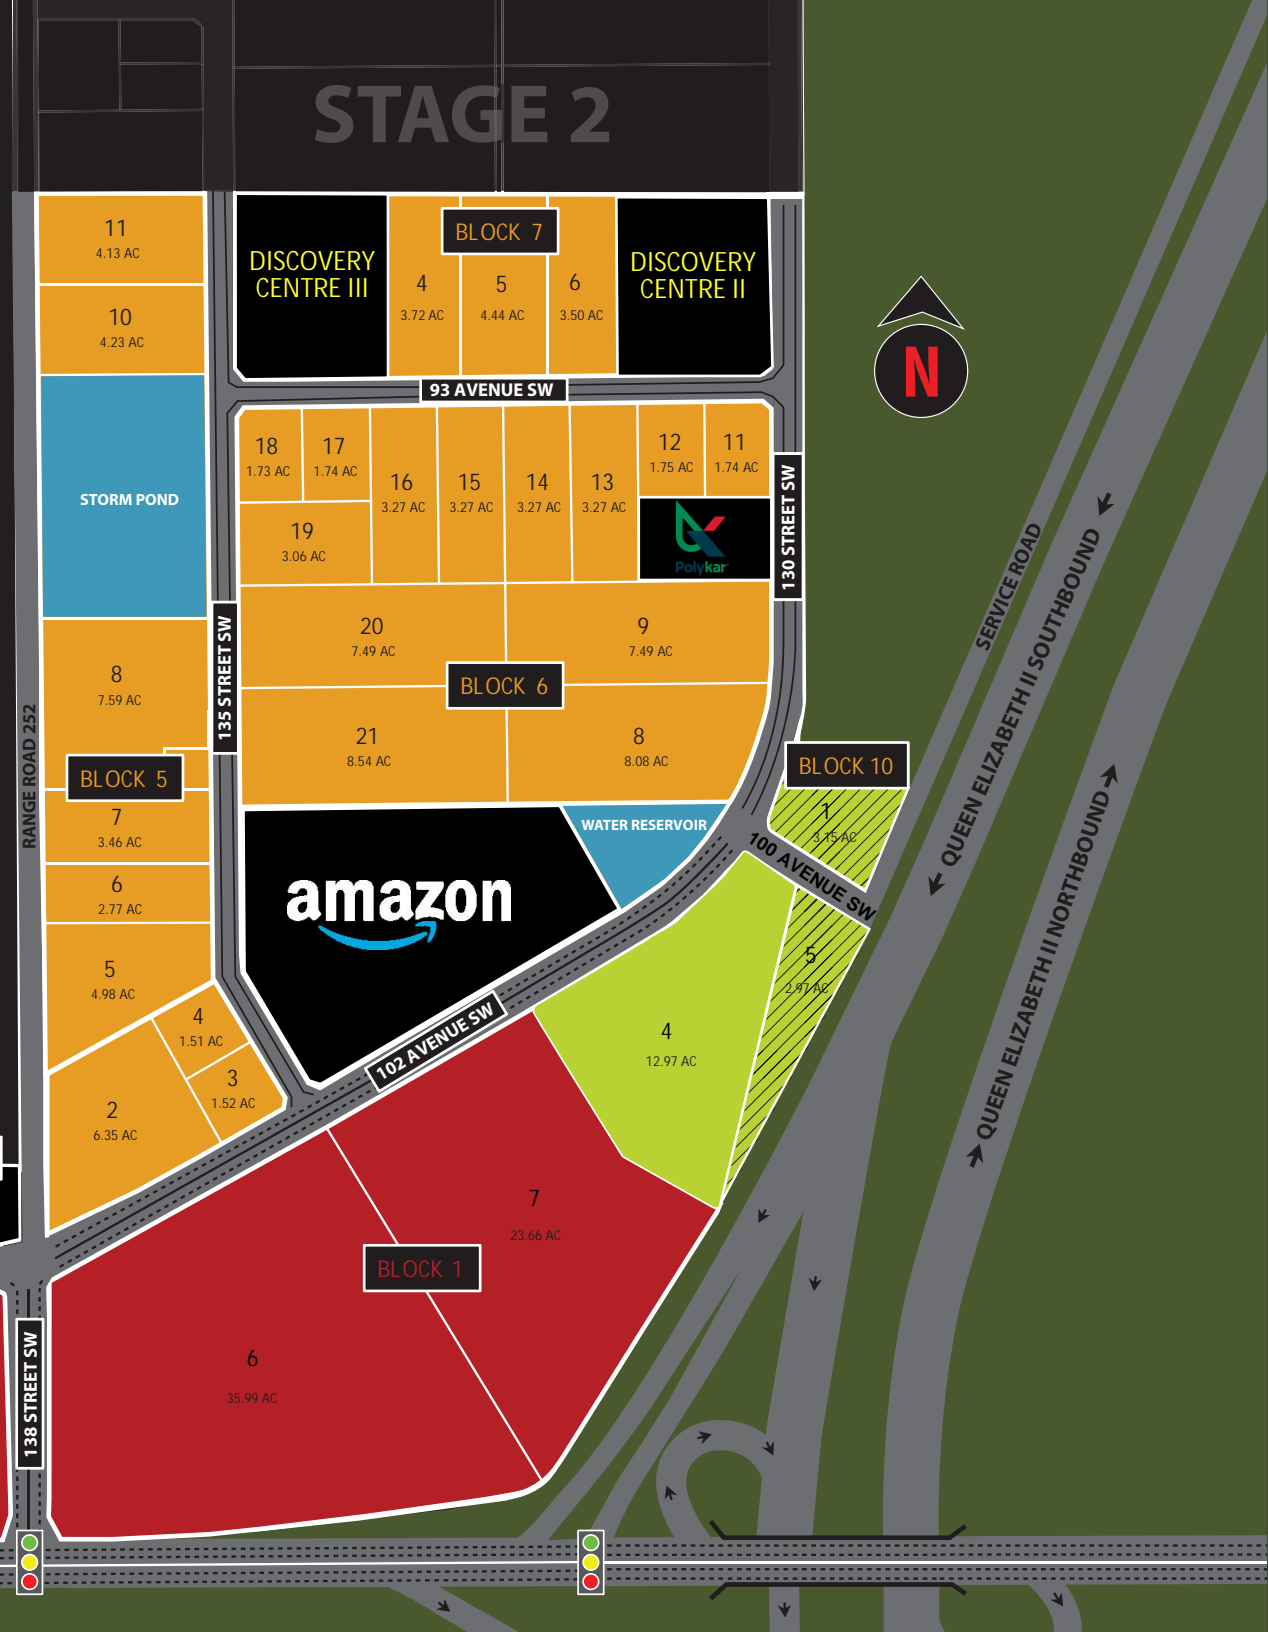 STAGE 2
11
4.13 AC
10
4.23 AC
STORM POND
8
7.59 AC
BLOCK 5
7
3.46 AC
6
2.77 AC
5
4.98 AC
4
1.51 AC
3
1.52 AC
2
6.35 AC
RANGE ROAD 252
135 STREET SW
DISCOVERY
CENTRE III
BLOCK 7
4
3.72 AC
5
4.44 AC
6
3.50 AC
DISCOVERY
CENTRE II
93 AVENUE SW
18
1.73 AC
17
1.74 AC
16
3.27 AC
15
3.27 AC
14
3.27 AC
13
3.27 AC
12
1.75 AC
11
1.74 AC
19
3.06 AC
Polykar
130 STREET SW
20
7.49 AC
9
7.49 AC
BLOCK 6
21
8.54 AC
8
8.08 AC
WATER RESERVOIR
amazon
102 AVENUE SW
BLOCK 10
1
3.15 AC
100 AVENUE SW
5
2.97 AC
4
12.97 AC
7
23.66 AC
BLOCK 1
6
35.99 AC
138 STREET SW
N
SERVICE ROAD
QUEEN ELIZABETH II SOUTHBOUND
QUEEN ELIZABETH II NORTHBOUND